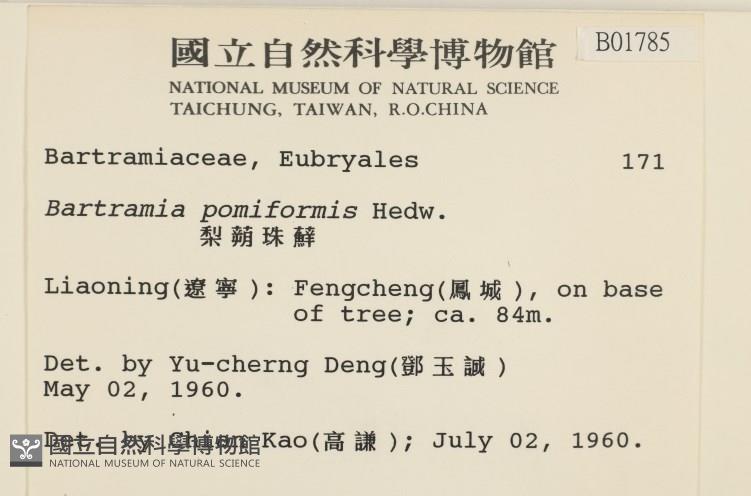 國立自然科學博物館
B01785
NATIONAL MUSEUM OF NATURAL SCIENCE
TAICHUNG, TAIWAN, R.O.CHINA
Bartramiaceae, Eubryales 171
Bartramia pomiformis Hedw.
梨蒴珠蘚
Liaoning(遼寧): Fengcheng(鳳城), on base
of tree; ca. 84m.
Det. by Yu-cherng Deng(鄧玉誠)
May 02, 1960.
Det. by Chien Kao(高謙); July 02, 1960.
國立自然科學博物館
NATIONAL MUSEUM OF NATURAL SCIENCE